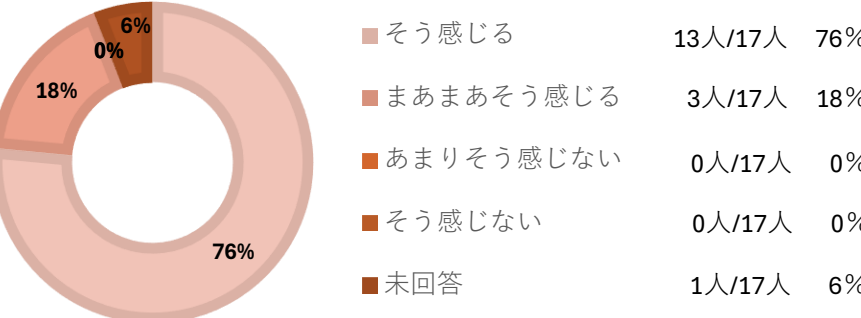 6%
0%
18%
76%
そう感じる 13人/17人 76%
まあまあそう感じる 3人/17人 18%
あまりそう感じない 0人/17人 0%
そう感じない 0人/17人 0%
未回答 1人/17人 6%